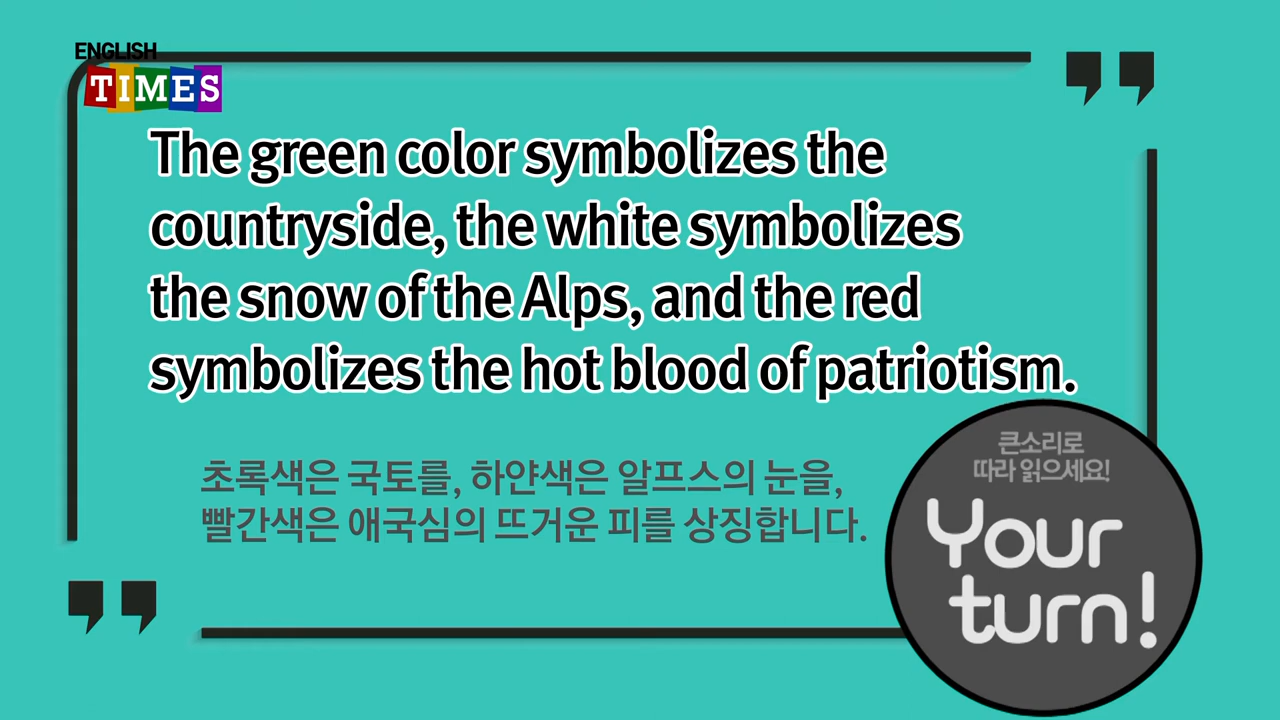 ENGLISH
TIMES
The green color symbolizes the
countryside, the white symbolizes
the snow of the Alps, and the red
symbolizes the hot blood of patriotism.
초록색은 국토를, 하얀색은 알프스의 눈을,
빨간색은 애국심의 뜨거운 피를 상징합니다.
큰소리로
따라 읽으세요!
Your
turn!